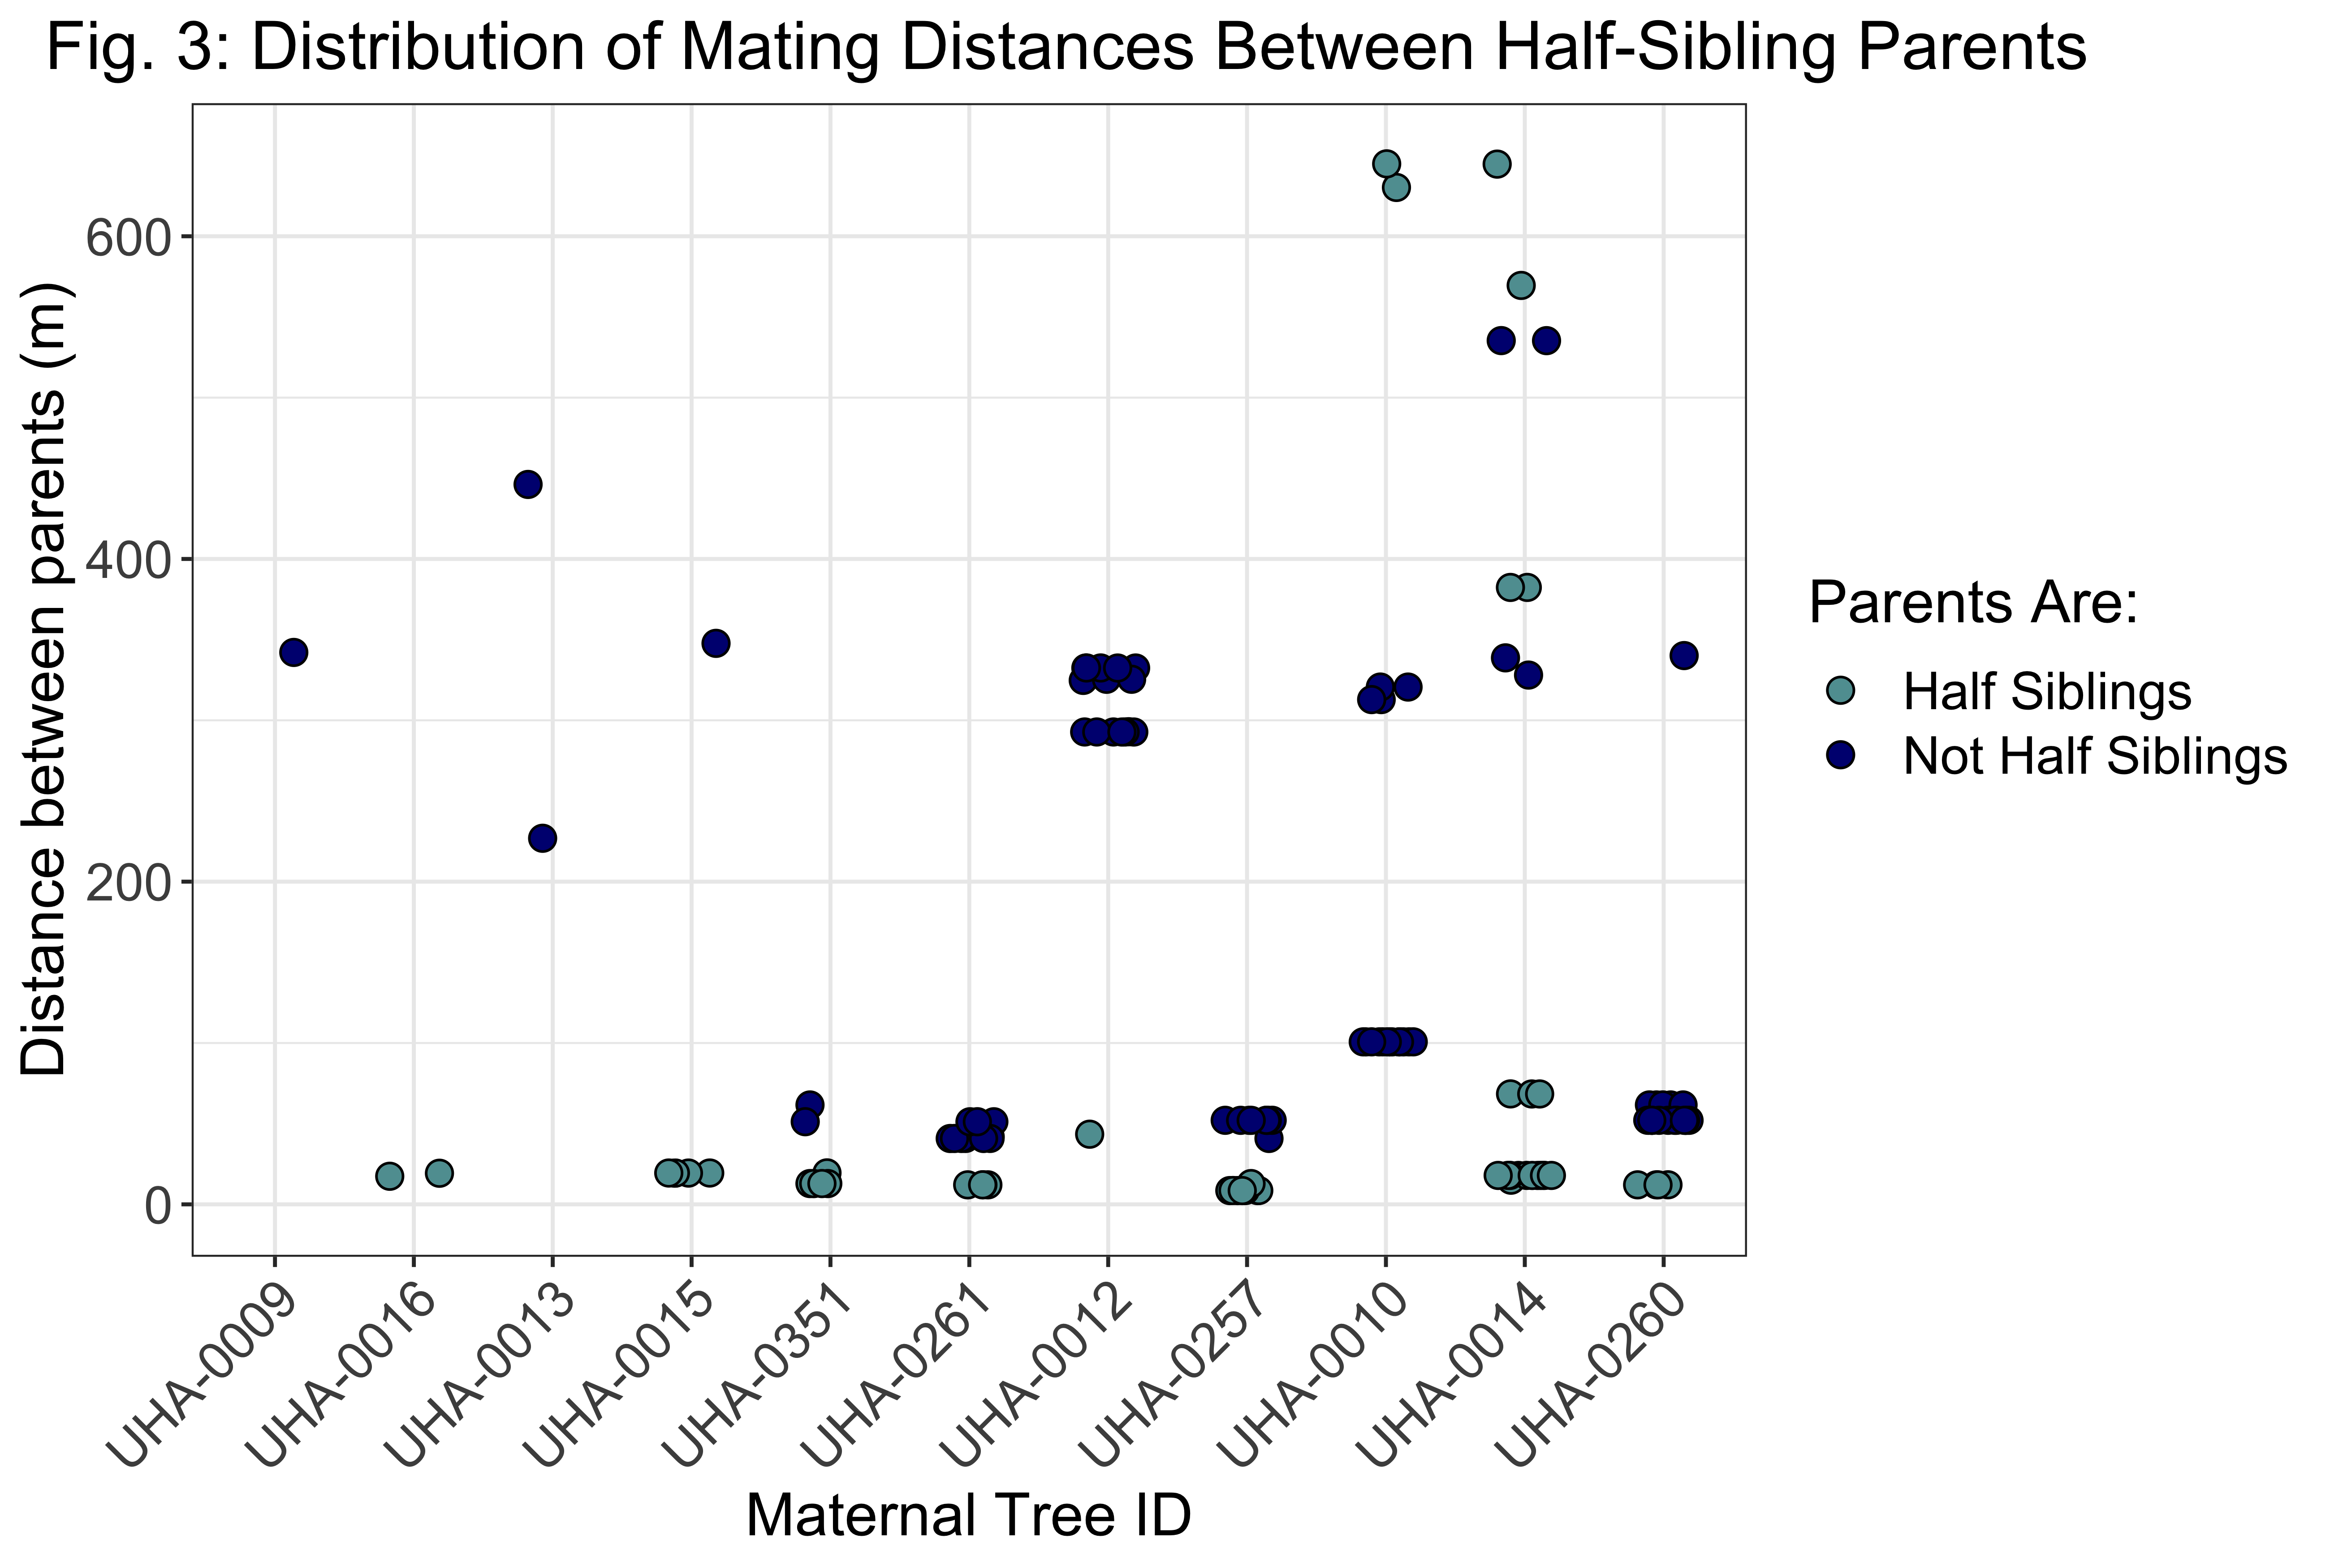 Fig. 3: Distribution of Mating Distances Between Half-Sibling Parents
Distance between parents (m)
600
400
200
0
UHA-0009
UHA-0016
UHA-0013
UHA-0015
UHA-0351
UHA-0261
UHA-0012
UHA-0257
UHA-0010
UHA-0014
UHA-0260
Maternal Tree ID
Parents Are:
Half Siblings
Not Half Siblings